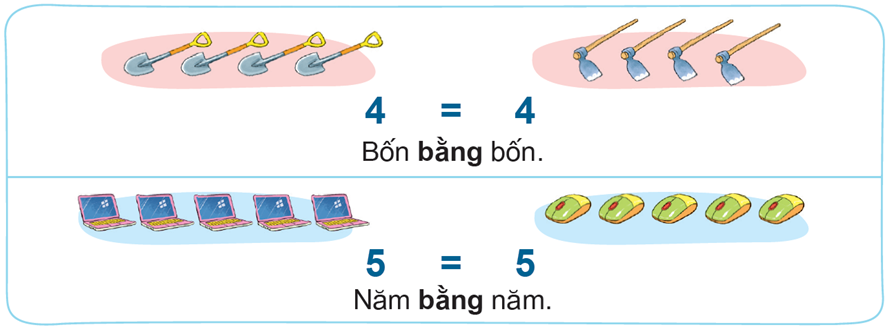 4 = 4
Bốn bằng bốn.
5 = 5
Năm bằng năm.